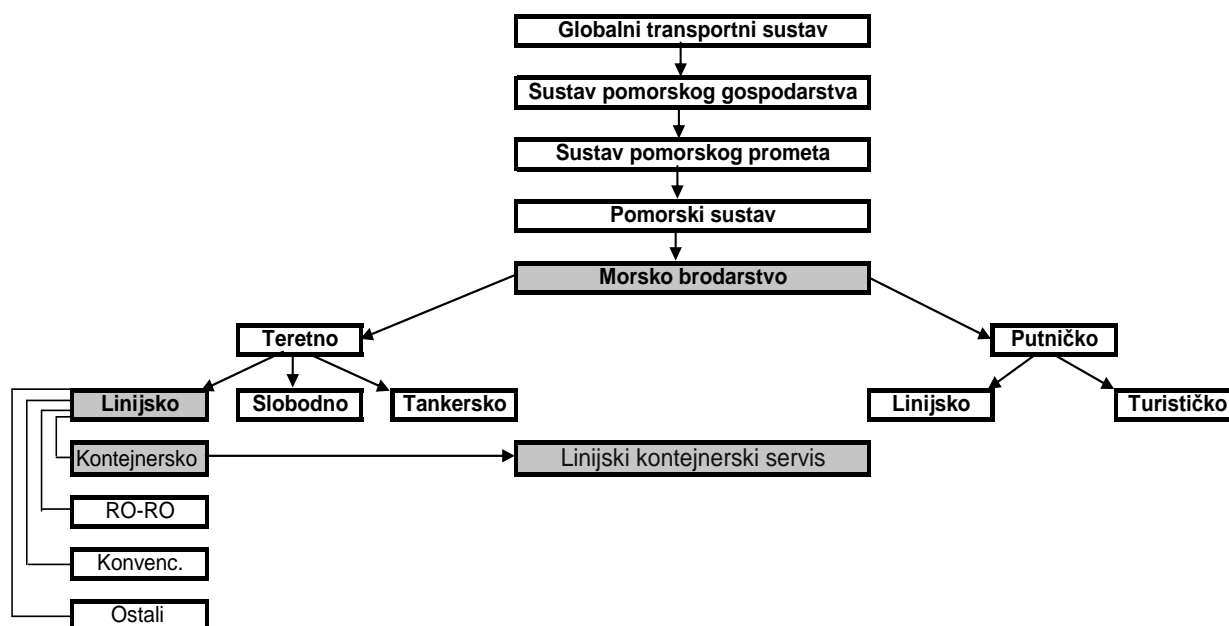 Globalni transportni sustav
Sustav pomorskog gospodarstva
Sustav pomorskog prometa
Pomorski sustav
Morsko brodarstvo
Teretno
Putničko
Linijsko
Slobodno
Tankersko
Linijsko
Turističko
Kontejnersko
Linijski kontejnerski servis
RO-RO
Konvenc.
Ostali